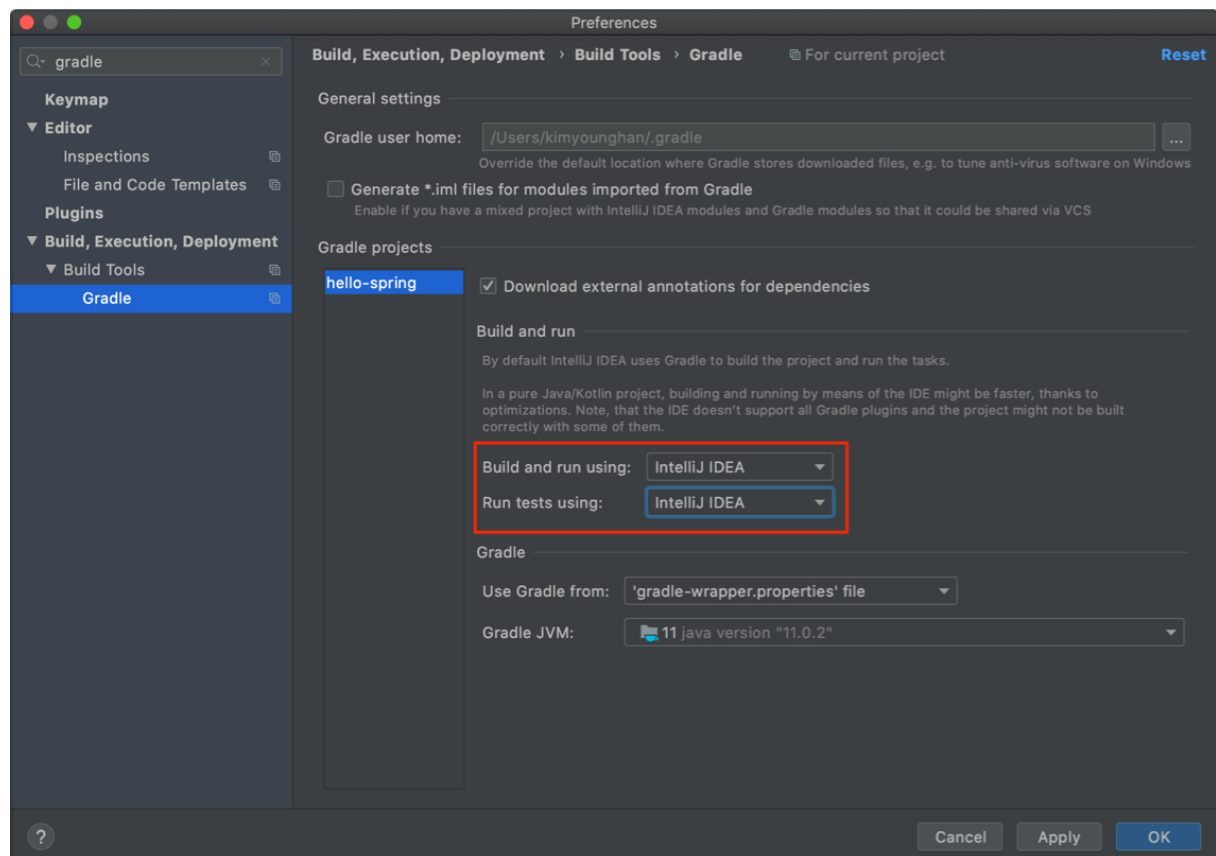 Preferences
gradle
Keymap
Editor
Inspections
File and Code Templates
Plugins
Build, Execution, Deployment
Build Tools
Gradle
Build, Execution, Deployment › Build Tools › Gradle For current project Reset
General settings
Gradle user home: /Users/kimyounghan/.gradle ...
Override the default location where Gradle stores downloaded files, e.g. to tune anti-virus software on Windows
Generate *.iml files for modules imported from Gradle
Enable if you have a mixed project with IntelliJ IDEA modules and Gradle modules so that it could be shared via VCS
Gradle projects
hello-spring
Download external annotations for dependencies
Build and run
By default IntelliJ IDEA uses Gradle to build the project and run the tasks.
In a pure Java/Kotlin project, building and running by means of the IDE might be faster, thanks to
optimizations. Note, that the IDE doesn't support all Gradle plugins and the project might not be built
correctly with some of them.
Build and run using: IntelliJ IDEA
Run tests using: IntelliJ IDEA
Gradle
Use Gradle from: 'gradle-wrapper.properties' file
Gradle JVM: 11 java version "11.0.2"
? Cancel Apply OK